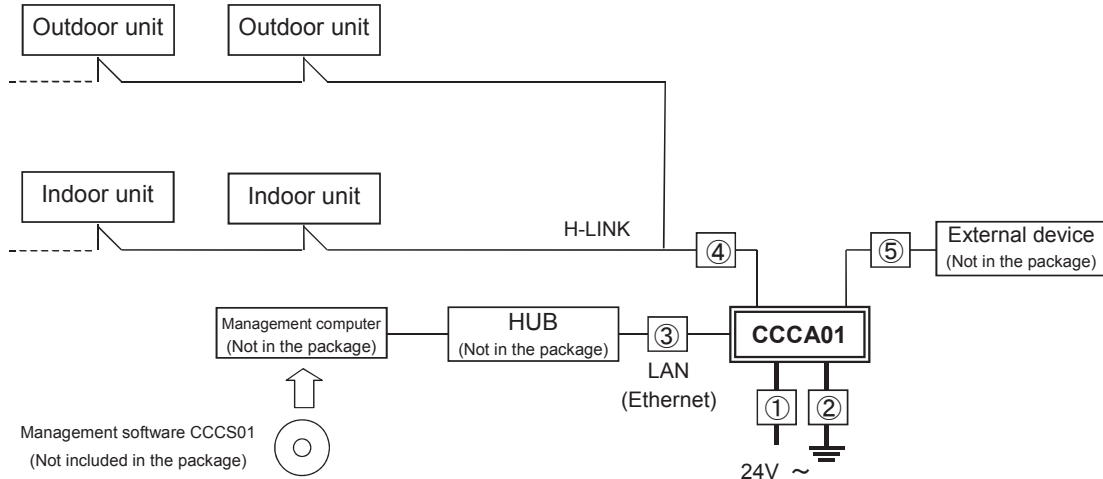 Outdoor unit
Outdoor unit
Indoor unit
Indoor unit
H-LINK
④
⑤
External device
(Not in the package)
Management computer
(Not in the package)
HUB
(Not in the package)
③
CCCA01
LAN
(Ethernet)
①
②
Management software CCCS01
(Not included in the package)
24V ~